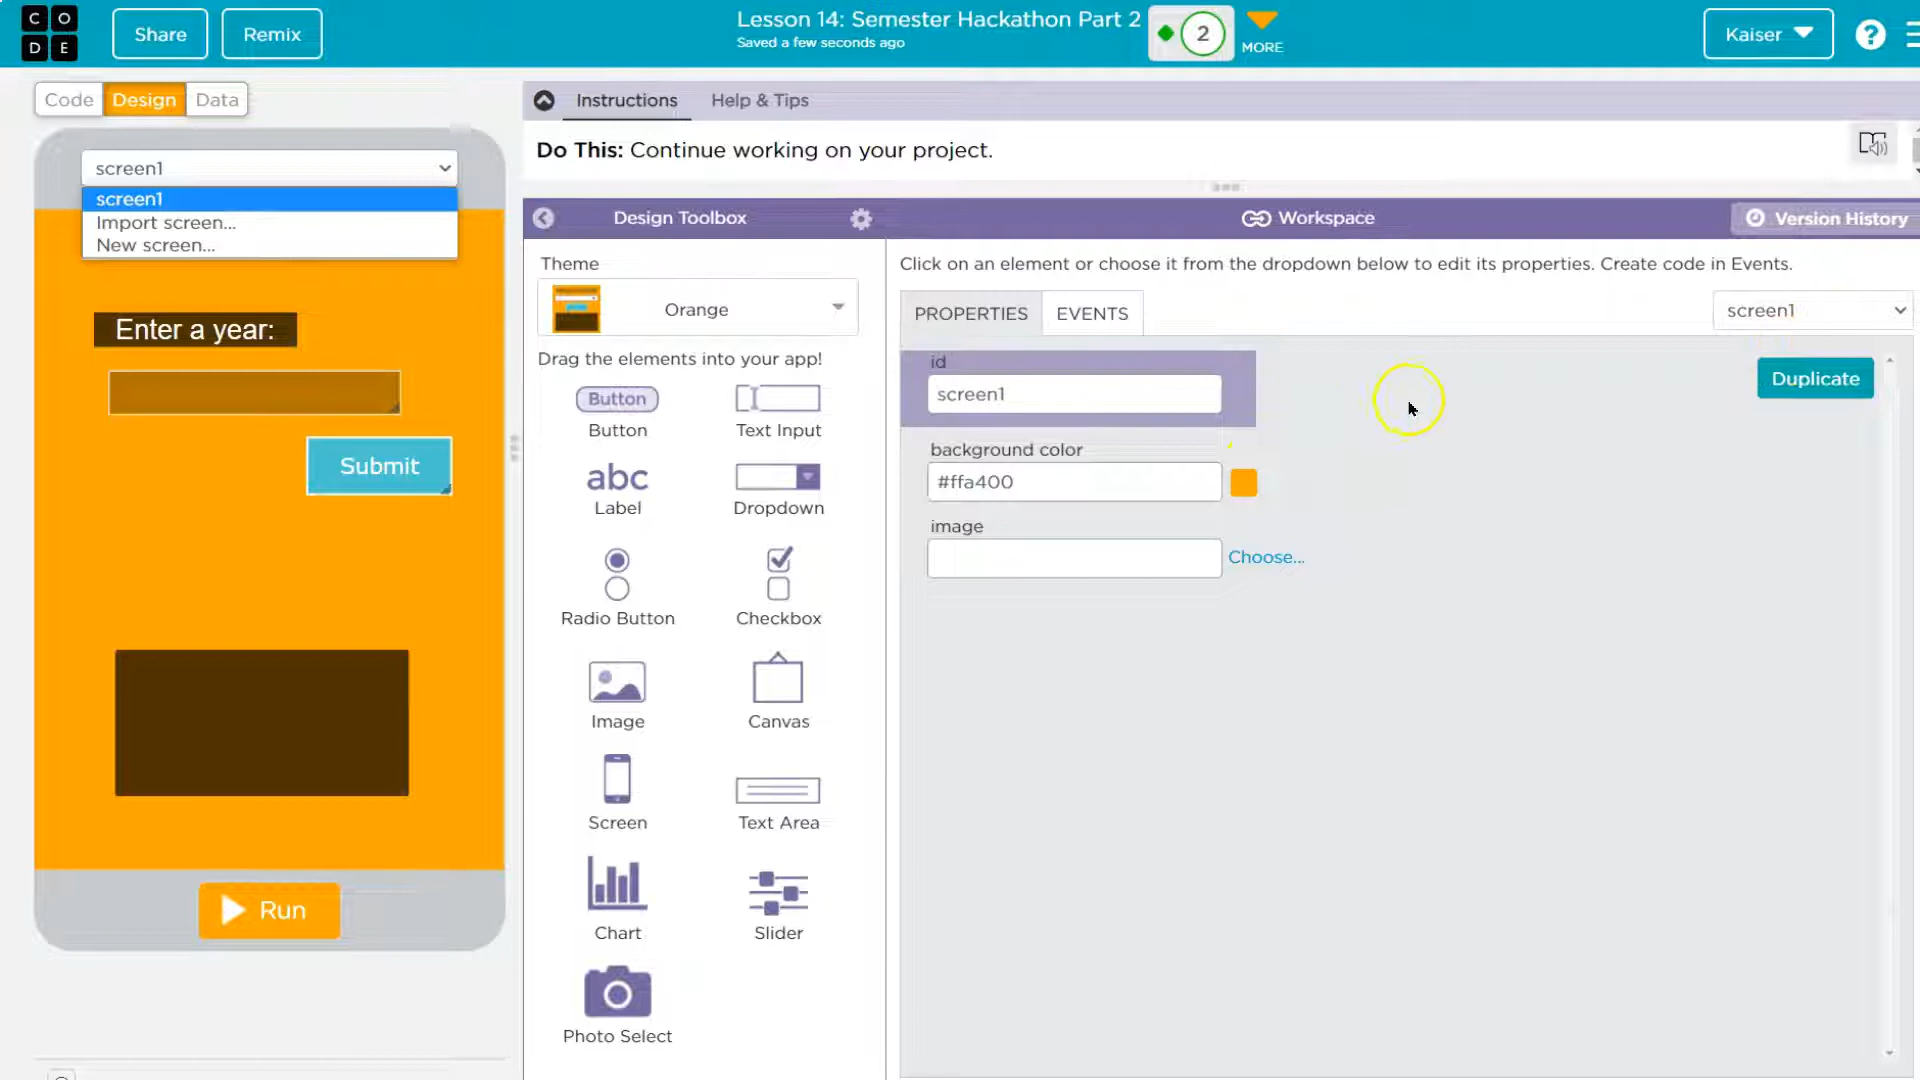 C O
D E
Share
Remix
Lesson 14: Semester Hackathon Part 2
Saved a few seconds ago
2
MORE
Kaiser
?
Code
Design
Data
Instructions
Help & Tips
Do This: Continue working on your project.
screen1
screen1
Import screen...
New screen...
Enter a year:
Submit
Run
Design Toolbox
Workspace
Version History
Theme
Orange
Drag the elements into your app!
Button
Button
Text Input
abc
Label
Dropdown
Radio Button
Checkbox
Image
Canvas
Screen
Text Area
Chart
Slider
Photo Select
Click on an element or choose it from the dropdown below to edit its properties. Create code in Events.
PROPERTIES
EVENTS
screen1
id
screen1
Duplicate
background color
#ffa400
image
Choose...